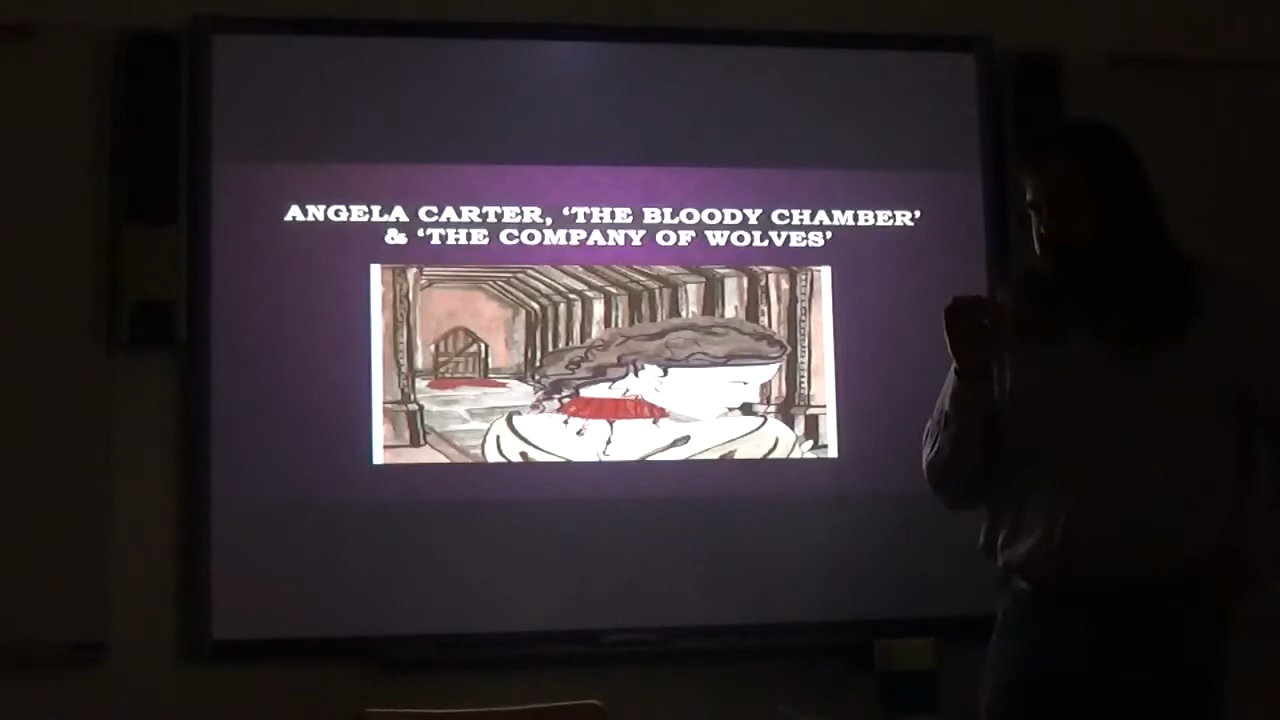 ANGELA CARTER, ‘THE BLOODY CHAMBER’
& ‘THE COMPANY OF WOLVES’